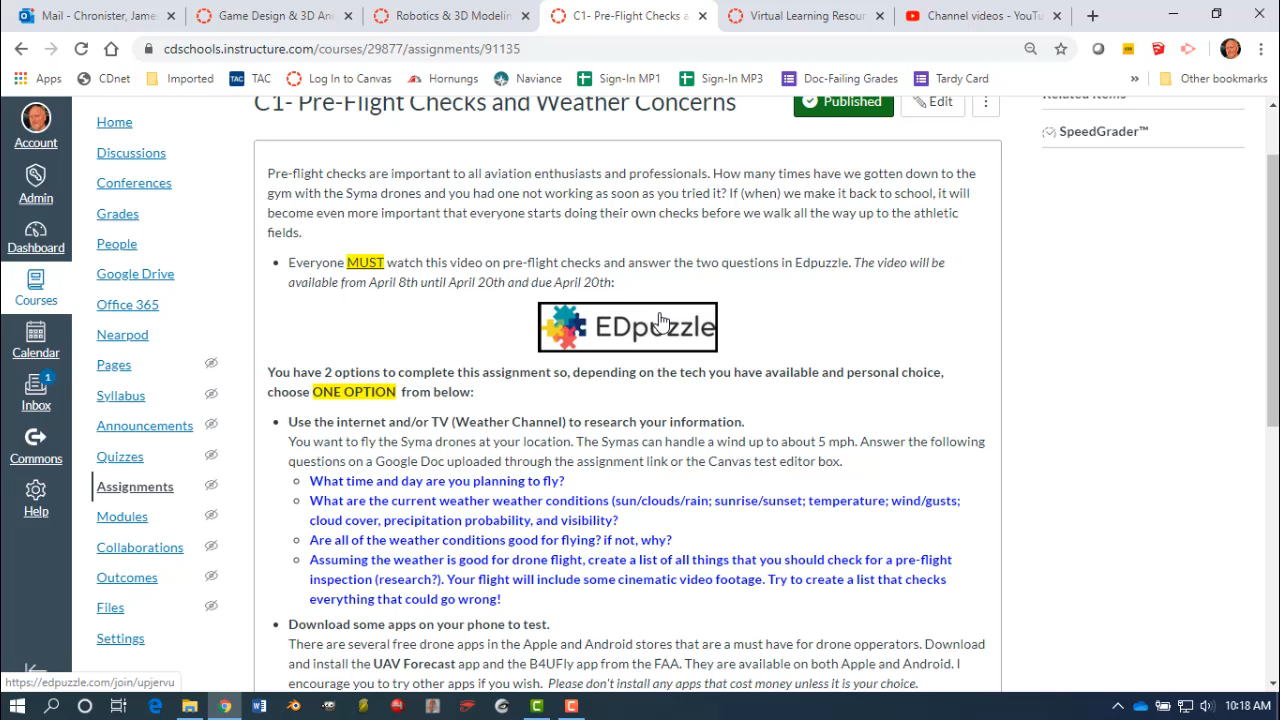 Mail - Chronister, James
Game Design & 3D An
Robotics & 3D Modelin
C1- Pre-Flight Checks a
Virtual Learning Resour
Channel videos - YouTu
cdschools.instructure.com/courses/29877/assignments/91135
Apps
CDnet
Imported
TAC TAC
Log In to Canvas
Hornungs
Naviance
Sign-In MP1
Sign-In MP3
Doc-Failing Grades
Tardy Card
»
Other bookmarks
Account
Admin
Dashboard
Courses
Calendar
1
Inbox
Commons
Help
Home
Discussions
Conferences
Grades
People
Google Drive
Office 365
Nearpod
Pages
Syllabus
Announcements
Quizzes
Assignments
Modules
Collaborations
Outcomes
Files
Settings
C1- Pre-Flight Checks and Weather Concerns
Published
Edit
Related Items
SpeedGrader™
Pre-flight checks are important to all aviation enthusiasts and professionals. How many times have we gotten down to the
gym with the Syma drones and you had one not working as soon as you tried it? If (when) we make it back to school, it will
become even more important that everyone starts doing their own checks before we walk all the way up to the athletic
fields.
Everyone MUST watch this video on pre-flight checks and answer the two questions in Edpuzzle. The video will be
available from April 8th until April 20th and due April 20th:
EDpuzzle
You have 2 options to complete this assignment so, depending on the tech you have available and personal choice,
choose ONE OPTION from below:
Use the internet and/or TV (Weather Channel) to research your information.
You want to fly the Syma drones at your location. The Symas can handle a wind up to about 5 mph. Answer the following
questions on a Google Doc uploaded through the assignment link or the Canvas test editor box.
What time and day are you planning to fly?
What are the current weather weather conditions (sun/clouds/rain; sunrise/sunset; temperature; wind/gusts;
cloud cover, precipitation probability, and visibility?
Are all of the weather conditions good for flying? if not, why?
Assuming the weather is good for drone flight, create a list of all things that you should check for a pre-flight
inspection (research?). Your flight will include some cinematic video footage. Try to create a list that checks
everything that could go wrong!
Download some apps on your phone to test.
There are several free drone apps in the Apple and Android stores that are a must have for drone opperators. Download
and install the UAV Forecast app and the B4UFly app from the FAA. They are available on both Apple and Android. I
encourage you to try other apps if you wish. Please don't install any apps that cost money unless it is your choice.
https://edpuzzle.com/join/upjervu
10:18 AM